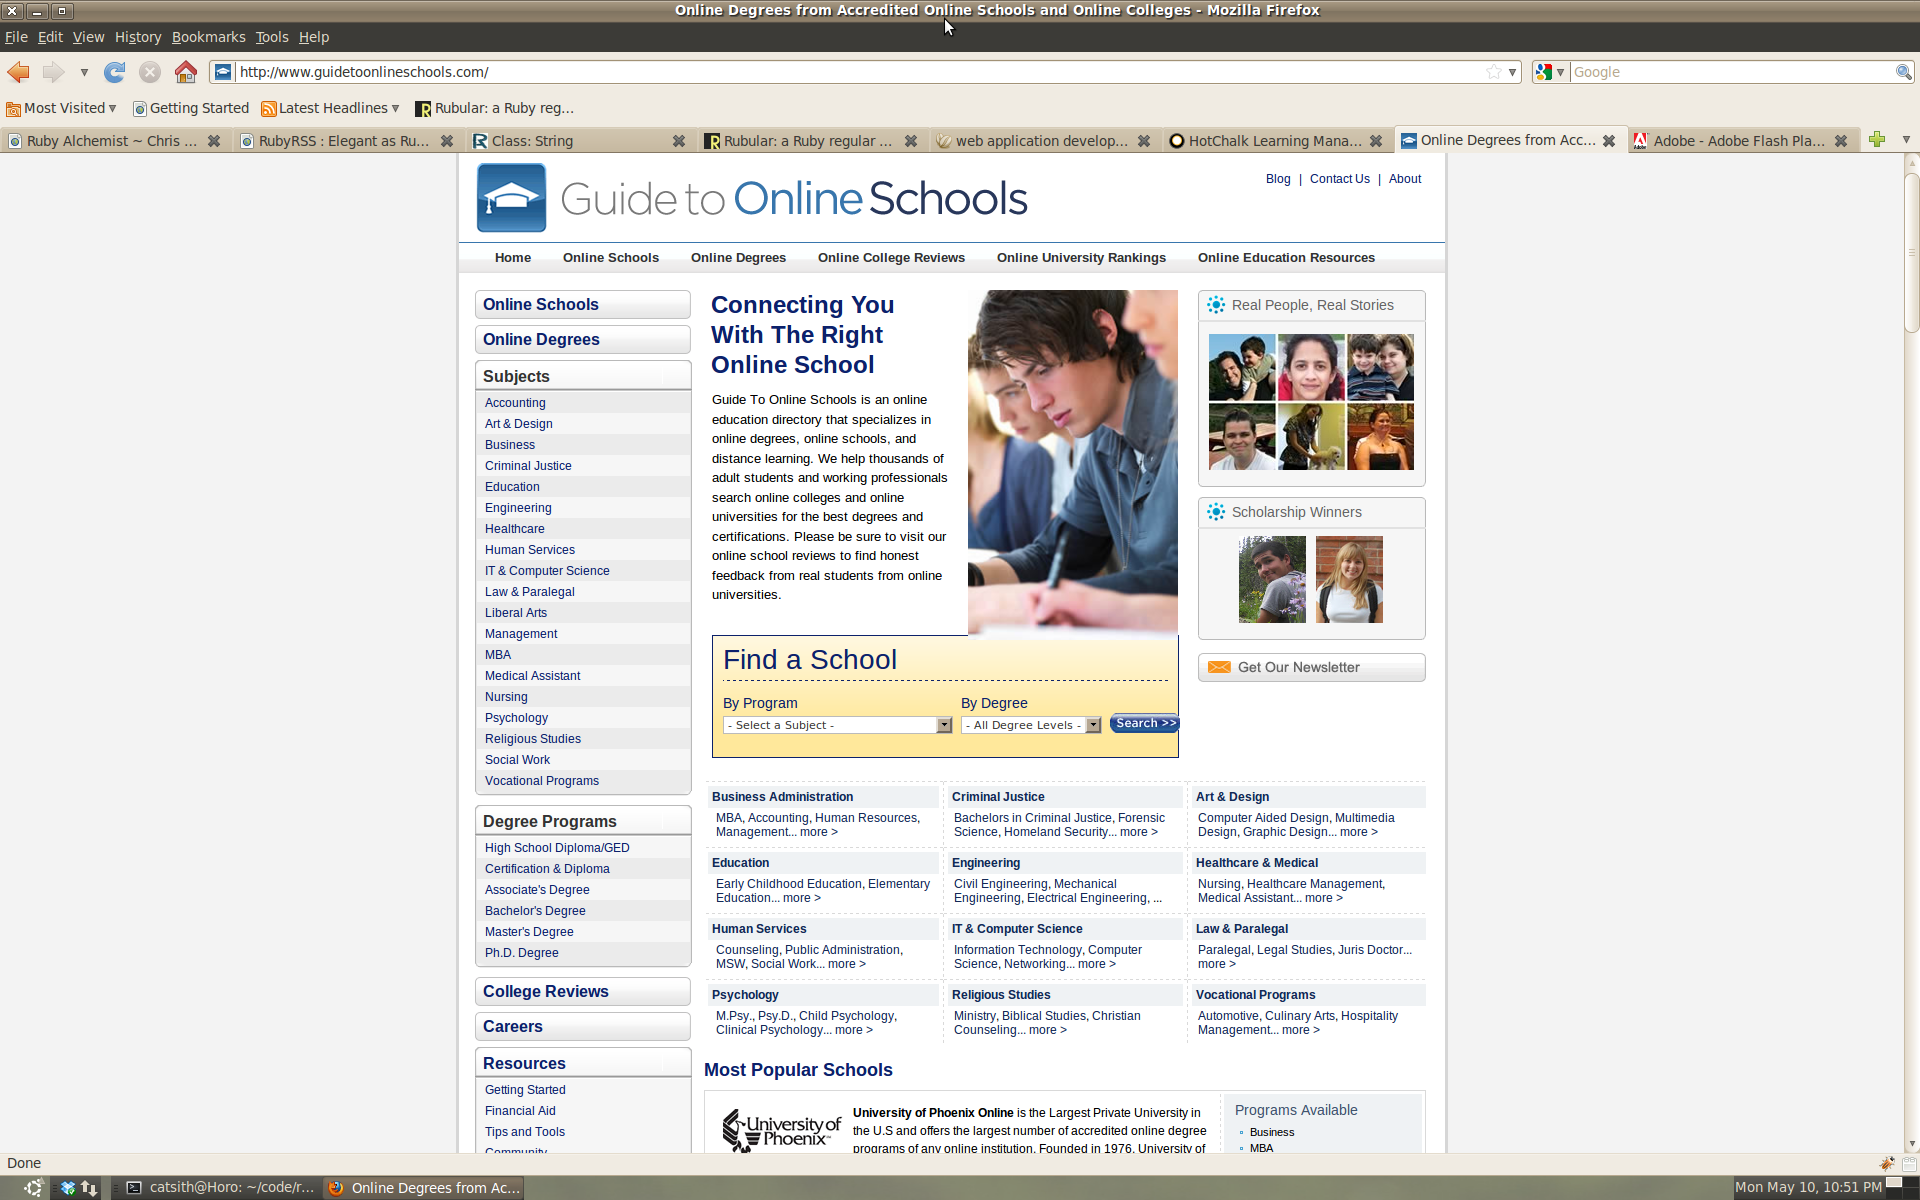 Online Degrees from Accredited Online Schools and Online Colleges - Mozilla Firefox
File Edit View History Bookmarks Tools Help
http://www.guidetoonlineschools.com/
Google
Most Visited Getting Started Latest Headlines Rubular: a Ruby reg...
Ruby Alchemist ~ Chris ... RubyRSS : Elegant as Ru... Class: String Rubular: a Ruby regular ... web application develop... HotChalk Learning Mana... Online Degrees from Acc... Adobe - Adobe Flash Pla...
Guide to Online Schools
Blog | Contact Us | About
Home Online Schools Online Degrees Online College Reviews Online University Rankings Online Education Resources
Online Schools
Online Degrees
Subjects
Accounting
Art & Design
Business
Criminal Justice
Education
Engineering
Healthcare
Human Services
IT & Computer Science
Law & Paralegal
Liberal Arts
Management
MBA
Medical Assistant
Nursing
Psychology
Religious Studies
Social Work
Vocational Programs
Degree Programs
High School Diploma/GED
Certification & Diploma
Associate's Degree
Bachelor's Degree
Master's Degree
Ph.D. Degree
College Reviews
Careers
Resources
Getting Started
Financial Aid
Tips and Tools
Community
Connecting You
With The Right
Online School
Guide To Online Schools is an online
education directory that specializes in
online degrees, online schools, and
distance learning. We help thousands of
adult students and working professionals
search online colleges and online
universities for the best degrees and
certifications. Please be sure to visit our
online school reviews to find honest
feedback from real students from online
universities.
Find a School
By Program By Degree
- Select a Subject - - All Degree Levels - Search >>
Real People, Real Stories
Scholarship Winners
Get Our Newsletter
Business Administration
MBA, Accounting, Human Resources,
Management... more >
Criminal Justice
Bachelors in Criminal Justice, Forensic
Science, Homeland Security... more >
Art & Design
Computer Aided Design, Multimedia
Design, Graphic Design... more >
Education
Early Childhood Education, Elementary
Education... more >
Engineering
Civil Engineering, Mechanical
Engineering, Electrical Engineering, ...
Healthcare & Medical
Nursing, Healthcare Management,
Medical Assistant... more >
Human Services
Counseling, Public Administration,
MSW, Social Work... more >
IT & Computer Science
Information Technology, Computer
Science, Networking... more >
Law & Paralegal
Paralegal, Legal Studies, Juris Doctor...
more >
Psychology
M.Psy., Psy.D., Child Psychology,
Clinical Psychology... more >
Religious Studies
Ministry, Biblical Studies, Christian
Counseling... more >
Vocational Programs
Automotive, Culinary Arts, Hospitality
Management... more >
Most Popular Schools
University of
Phoenix
University of Phoenix Online is the Largest Private University in
the U.S and offers the largest number of accredited online degree
programs of any online institution. Founded in 1976, University of
Programs Available
Business
MBA
Done
catsith@Horo: ~/code/r... Online Degrees from Ac... Mon May 10, 10:51 PM